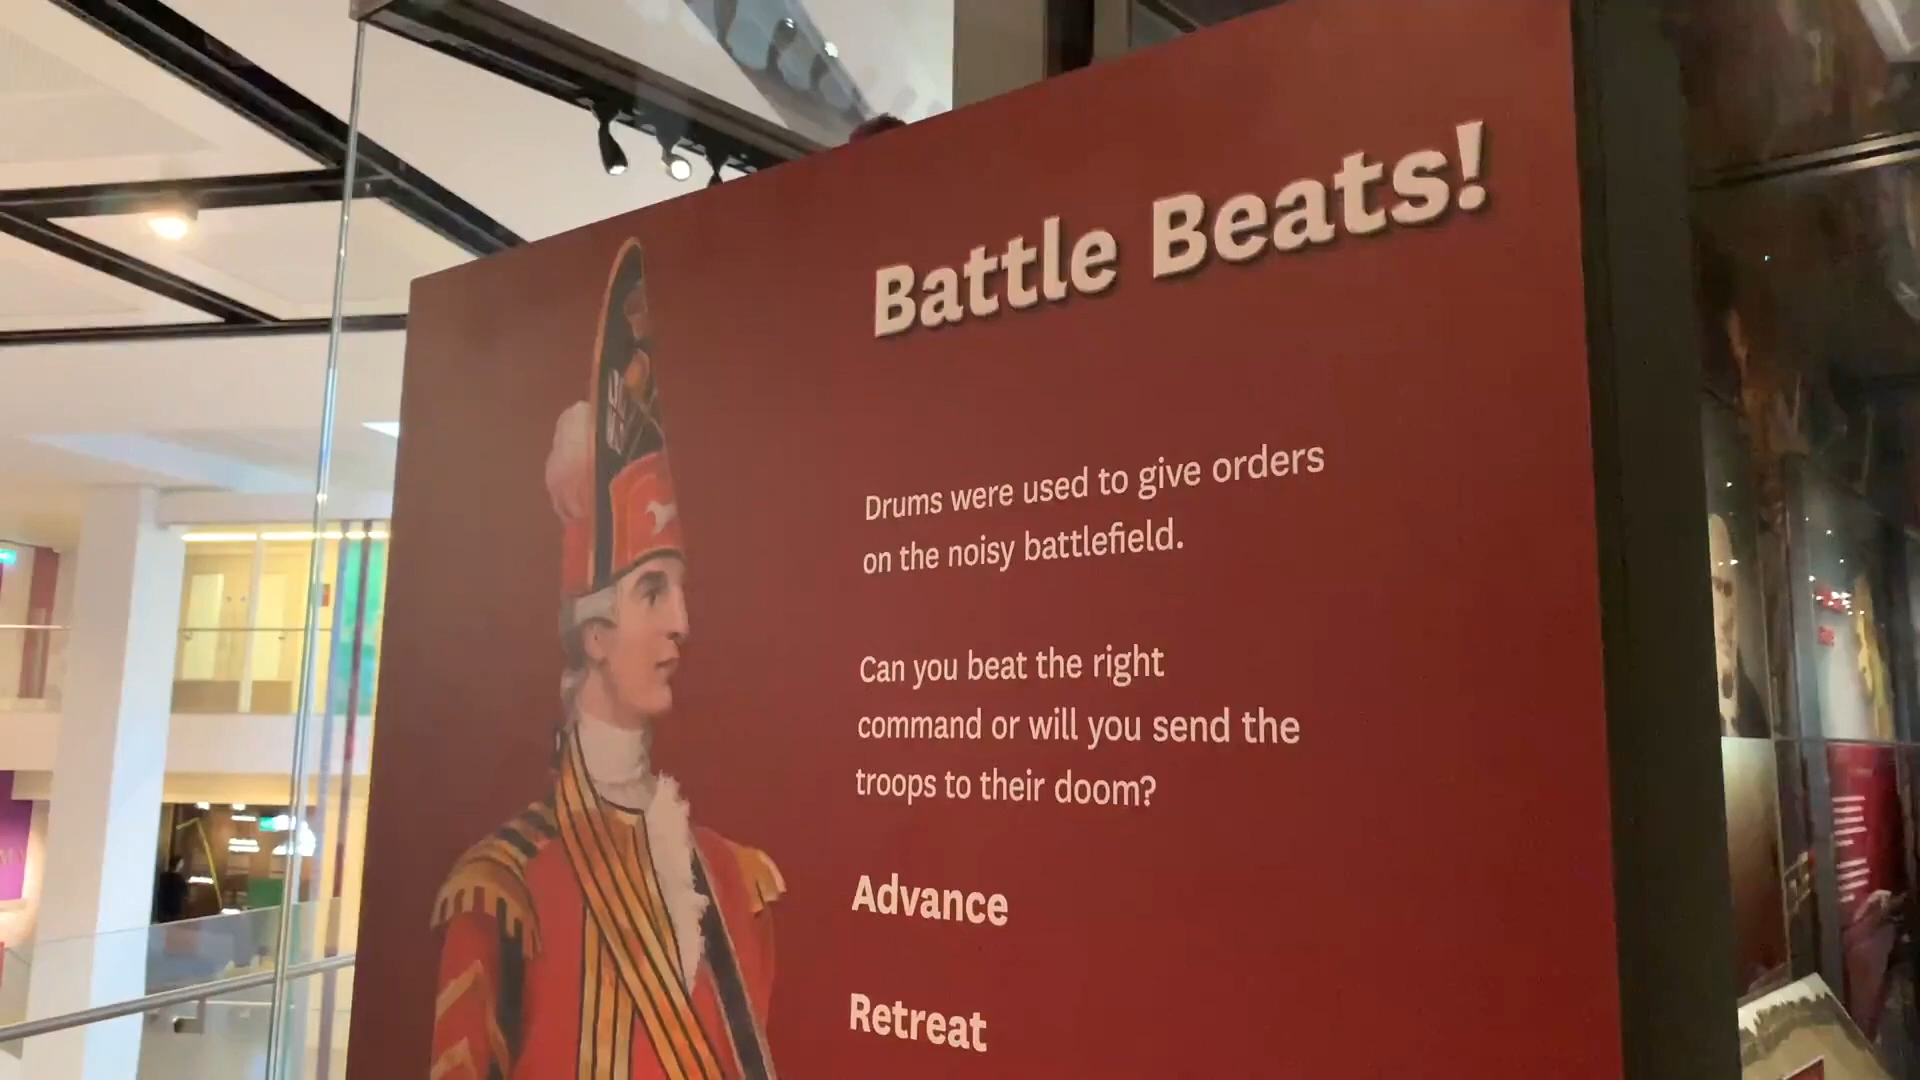 Battle Beats!
Drums were used to give orders
on the noisy battlefield.
Can you beat the right
command or will you send the
troops to their doom?
Advance
Retreat